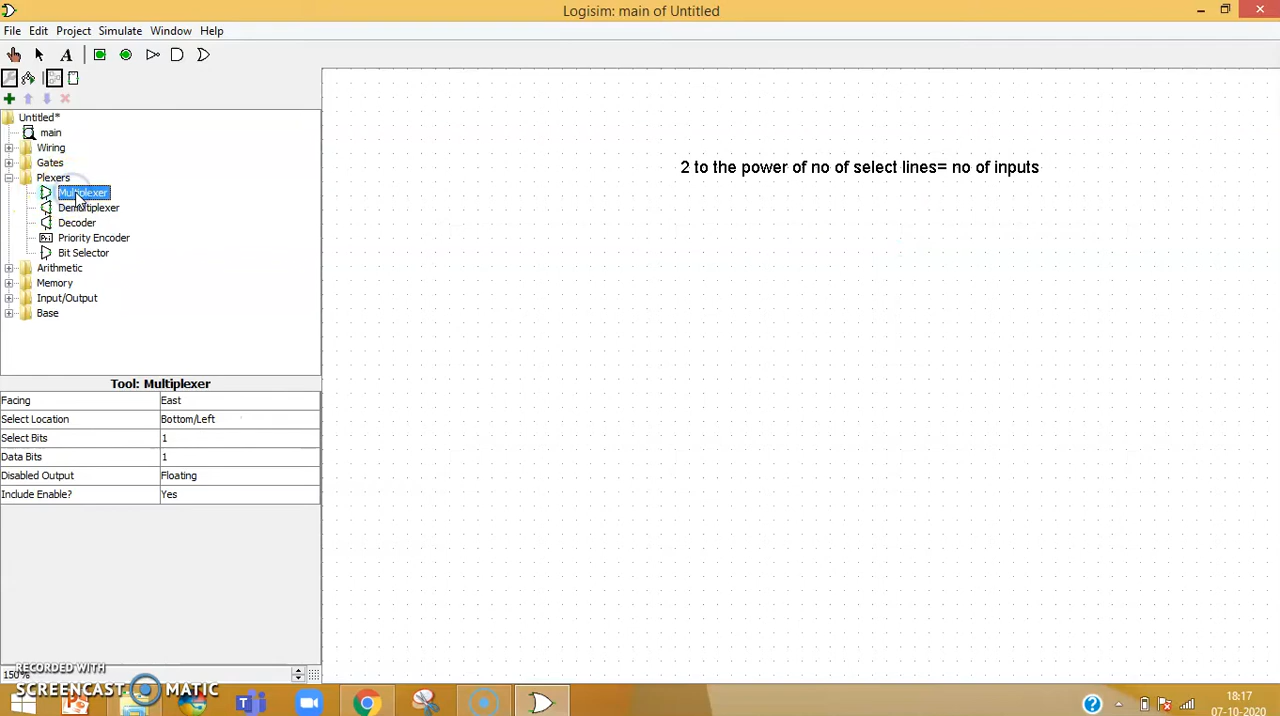 Logisim: main of Untitled
File Edit Project Simulate Window Help
A
Untitled*
main
Wiring
Gates
Plexers
Multiplexer
Demultiplexer
Decoder
Priority Encoder
Bit Selector
Arithmetic
Memory
Input/Output
Base
2 to the power of no of select lines= no of inputs
Tool: Multiplexer
Facing East
Select Location Bottom/Left
Select Bits 1
Data Bits 1
Disabled Output Floating
Include Enable? Yes
RECORDED WITH
150%
SCREENCAST MATIC
18:17
07-10-2020